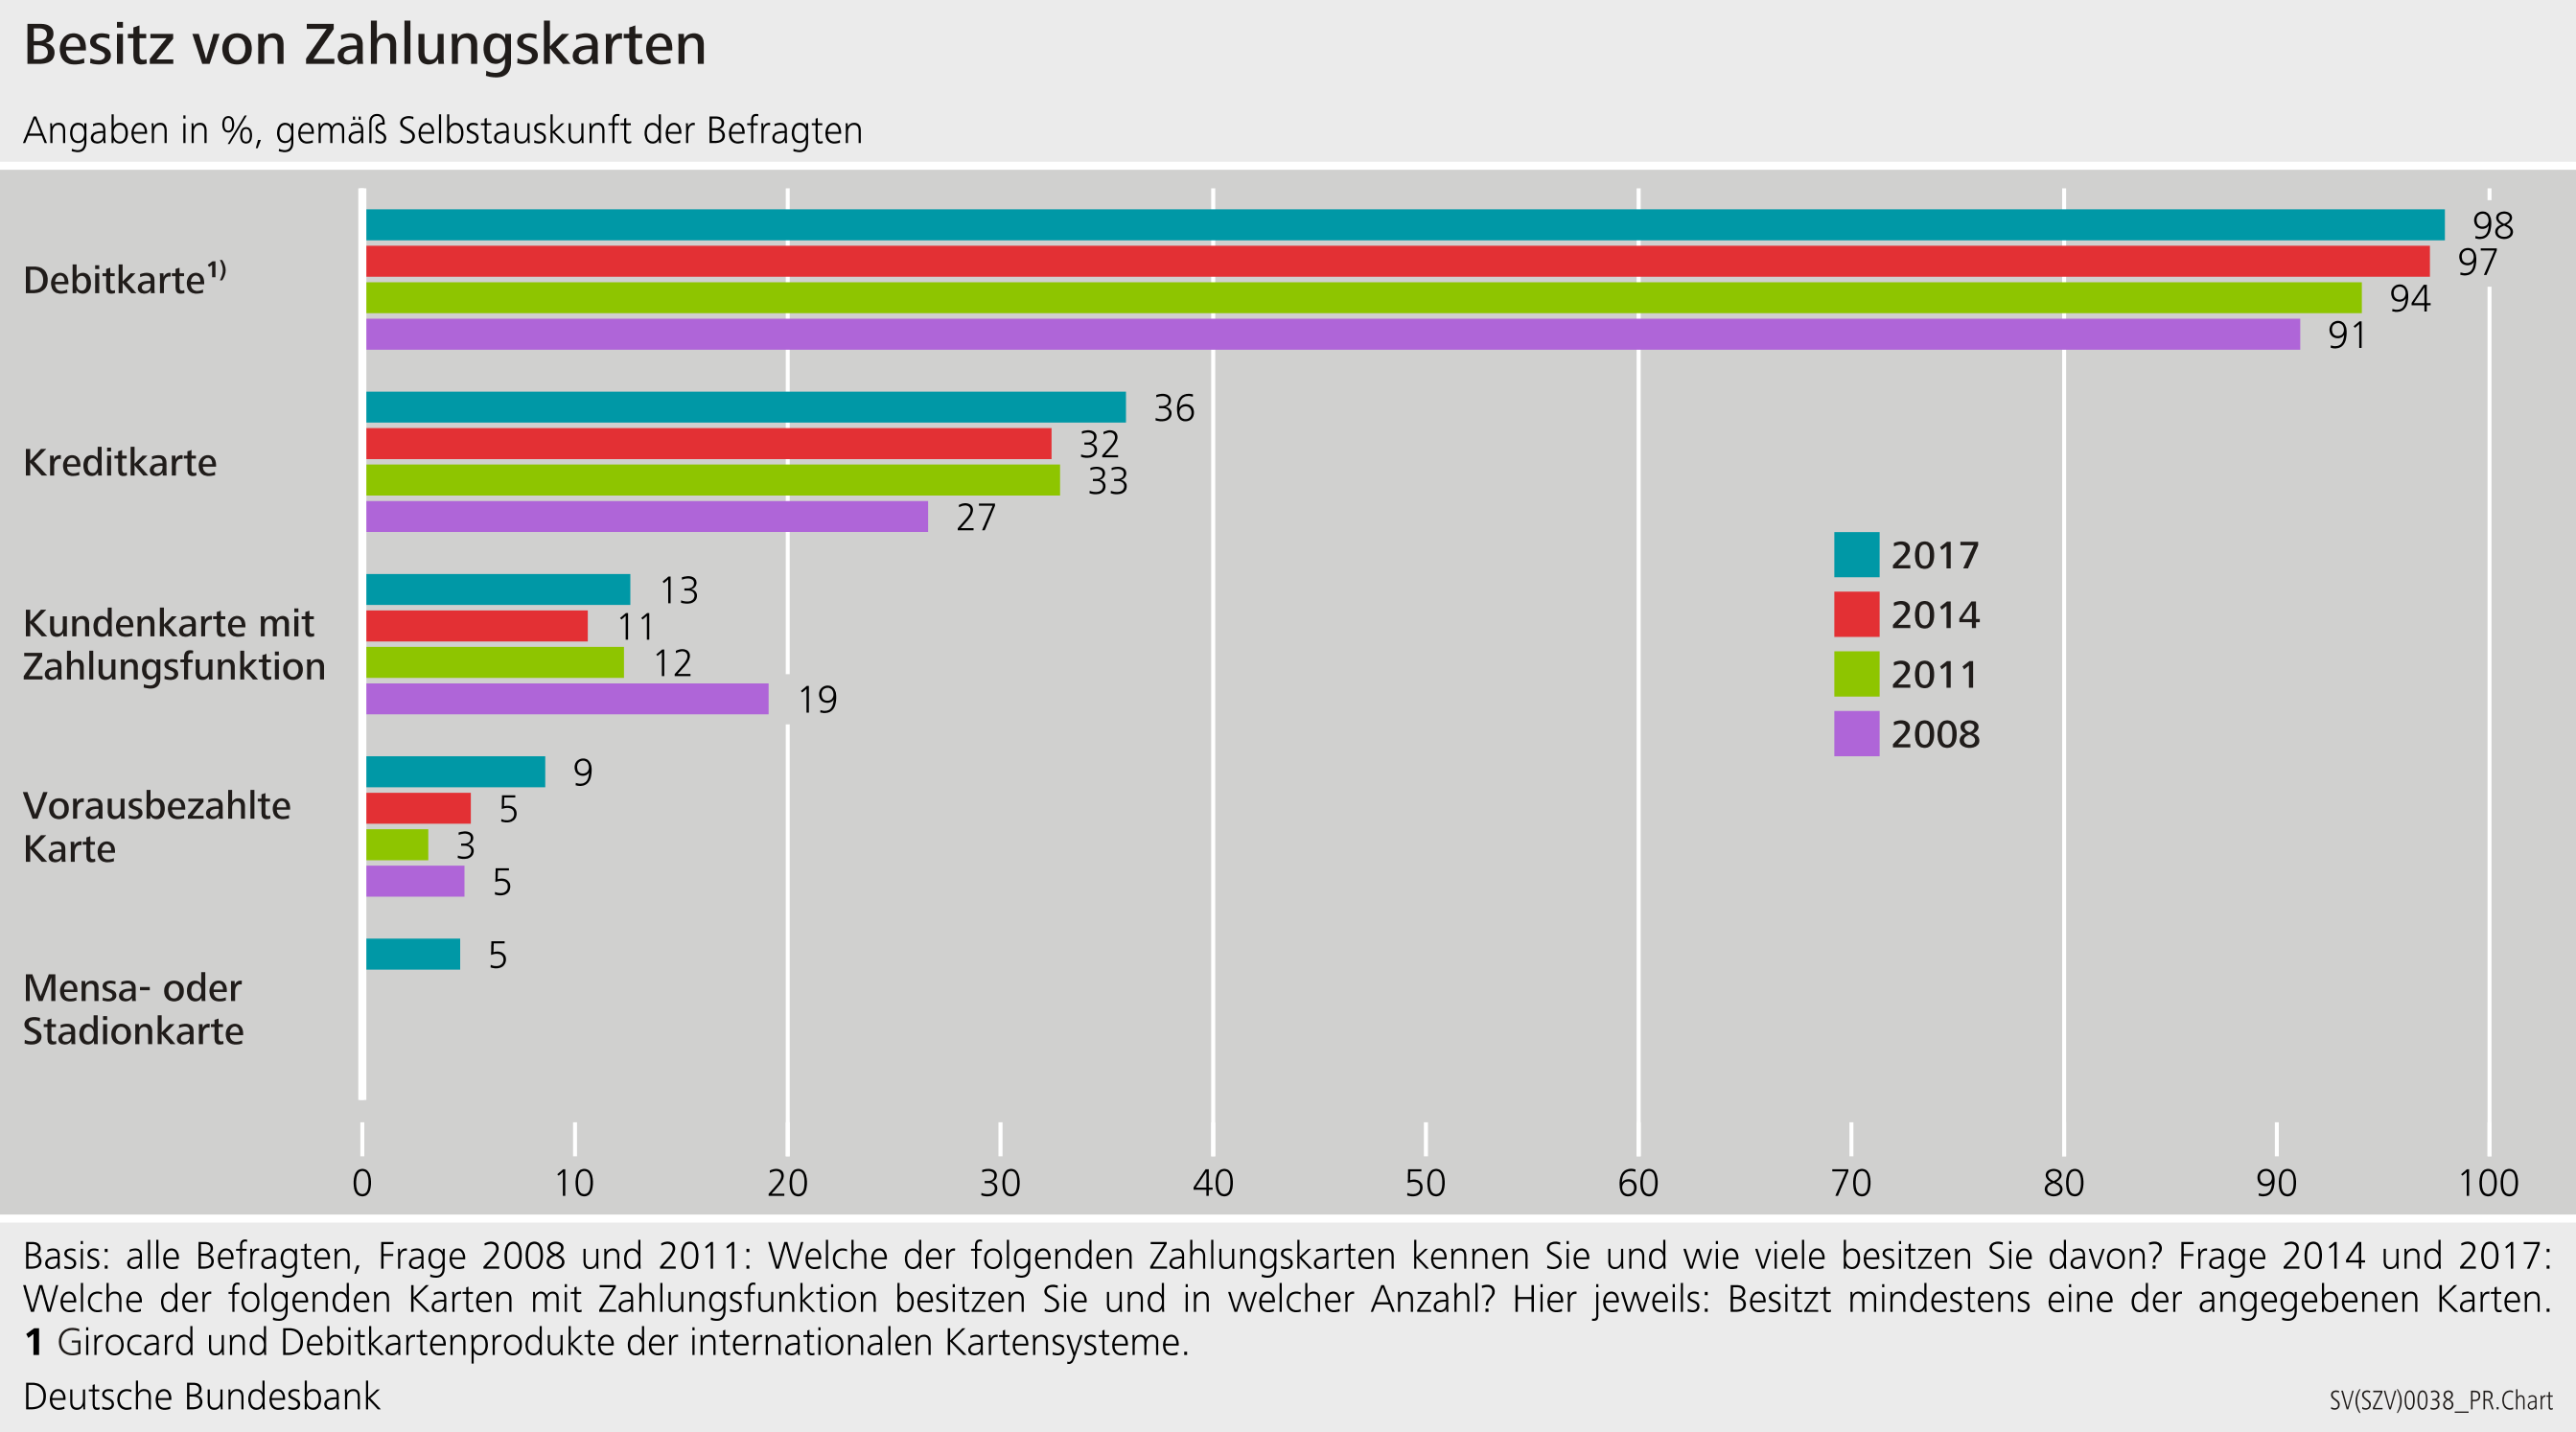 Besitz von Zahlungskarten
Angaben in %, gemäß Selbstauskunft der Befragten
Debitkarte¹⁾
98
97
94
91
Kreditkarte
36
32
33
27
Kundenkarte mit
Zahlungsfunktion
13
11
12
19
Vorausbezahlte
Karte
9
5
3
5
Mensa- oder
Stadionkarte
5
2017
2014
2011
2008
0 10 20 30 40 50 60 70 80 90 100
Basis: alle Befragten, Frage 2008 und 2011: Welche der folgenden Zahlungskarten kennen Sie und wie viele besitzen Sie davon? Frage 2014 und 2017:
Welche der folgenden Karten mit Zahlungsfunktion besitzen Sie und in welcher Anzahl? Hier jeweils: Besitzt mindestens eine der angegebenen Karten.
1 Girocard und Debitkartenprodukte der internationalen Kartensysteme.
Deutsche Bundesbank
SV(SZV)0038_PR.Chart